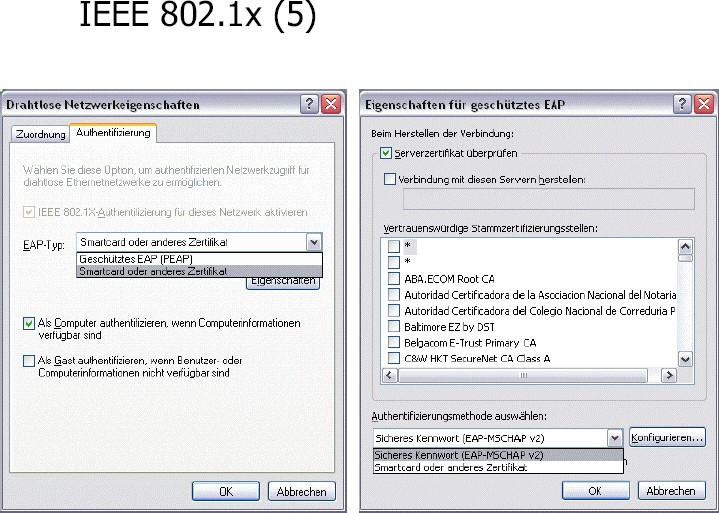 IEEE 802.1x (5)
Drahtlose Netzwerkeigenschaften
Zuordnung Authentifizierung
Wählen Sie diese Option, um authentifizierten Netzwerkzugriff für
drahtlose Ethernetnetzwerke zu ermöglichen.
IEEE 802.1X-Authentifizierung für dieses Netzwerk aktivieren
EAP-Typ: Smartcard oder anderes Zertifikat
Geschütztes EAP (PEAP)
Smartcard oder anderes Zertifikat
Eigenschaften
Als Computer authentifizieren, wenn Computerinformationen
verfügbar sind
Als Gast authentifizieren, wenn Benutzer- oder
Computerinformationen nicht verfügbar sind
OK Abbrechen
Eigenschaften für geschütztes EAP
Beim Herstellen der Verbindung:
Serverzertifikat überprüfen
Verbindung mit diesen Servern herstellen:
Vertrauenswürdige Stammzertifizierungsstellen:
*
*
ABA.ECOM Root CA
Autoridad Certificadora de la Asociacion Nacional del Notaria
Autoridad Certificadora del Colegio Nacional de Correduria P
Baltimore EZ by DST
Belgacom E-Trust Primary CA
C&W HKT SecureNet CA Class A
Authentifizierungsmethode auswählen:
Sicheres Kennwort (EAP-MSCHAP v2) Konfigurieren...
Sicheres Kennwort (EAP-MSCHAP v2)
Smartcard oder anderes Zertifikat
OK Abbrechen